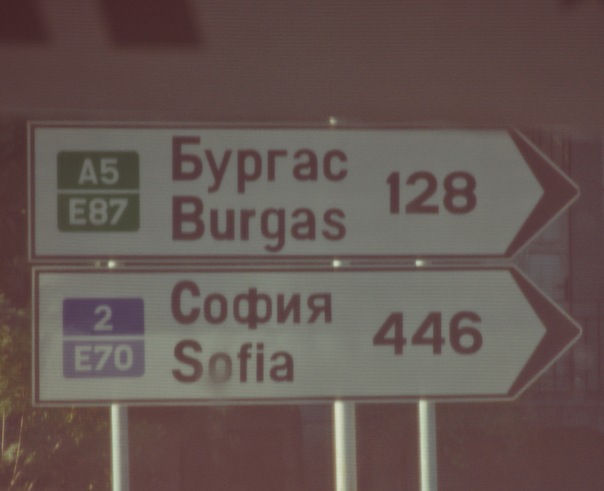 A5
E87
Бургас
Burgas
128
2
E70
София
Sofia
446